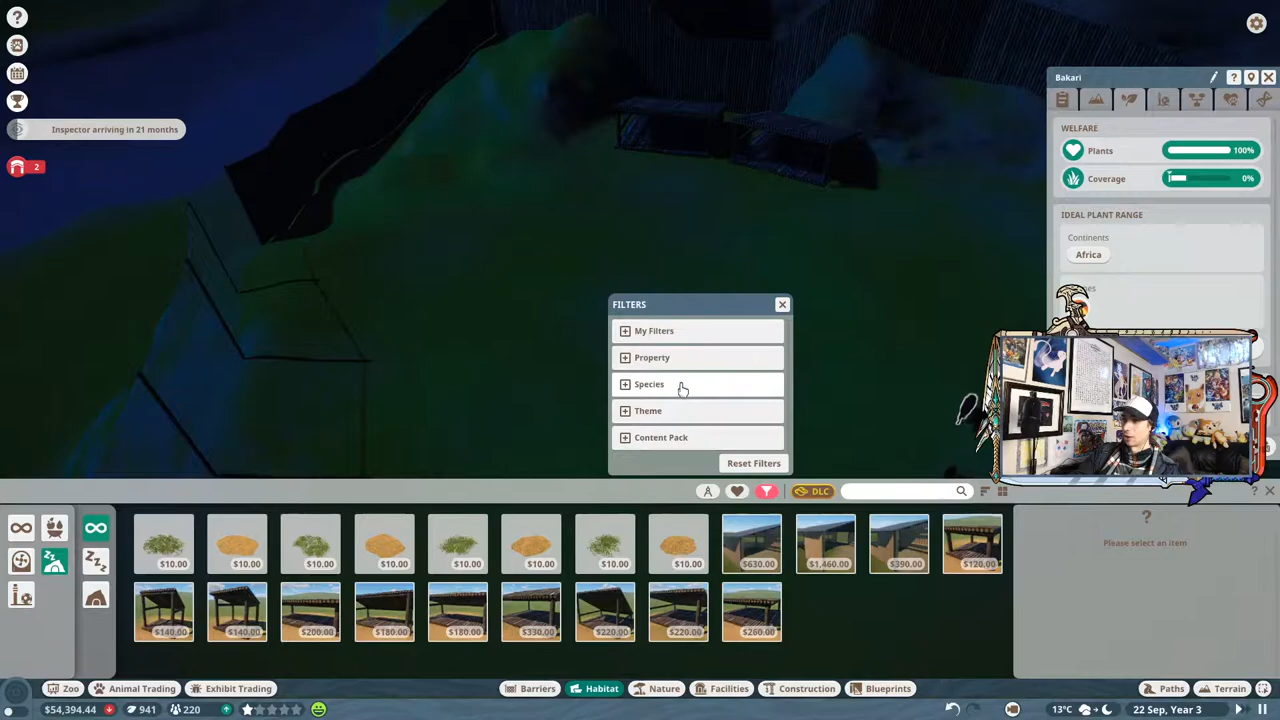 ?
Inspector arriving in 21 months
2
Bakari
?
WELFARE
Plants
100%
Coverage
0%
IDEAL PLANT RANGE
Continents
Africa
FILTERS
My Filters
Property
Species
Theme
Content Pack
Reset Filters
DLC
?
$10.00
$10.00
$10.00
$10.00
$10.00
$10.00
$10.00
$10.00
$630.00
$1,460.00
$390.00
$120.00
$140.00
$140.00
$200.00
$180.00
$180.00
$330.00
$220.00
$220.00
$260.00
?
Please select an item
Zoo
Animal Trading
Exhibit Trading
Barriers
Habitat
Nature
Facilities
Construction
Blueprints
Paths
Terrain
$54,394.44
941
220
13°C
22 Sep, Year 3